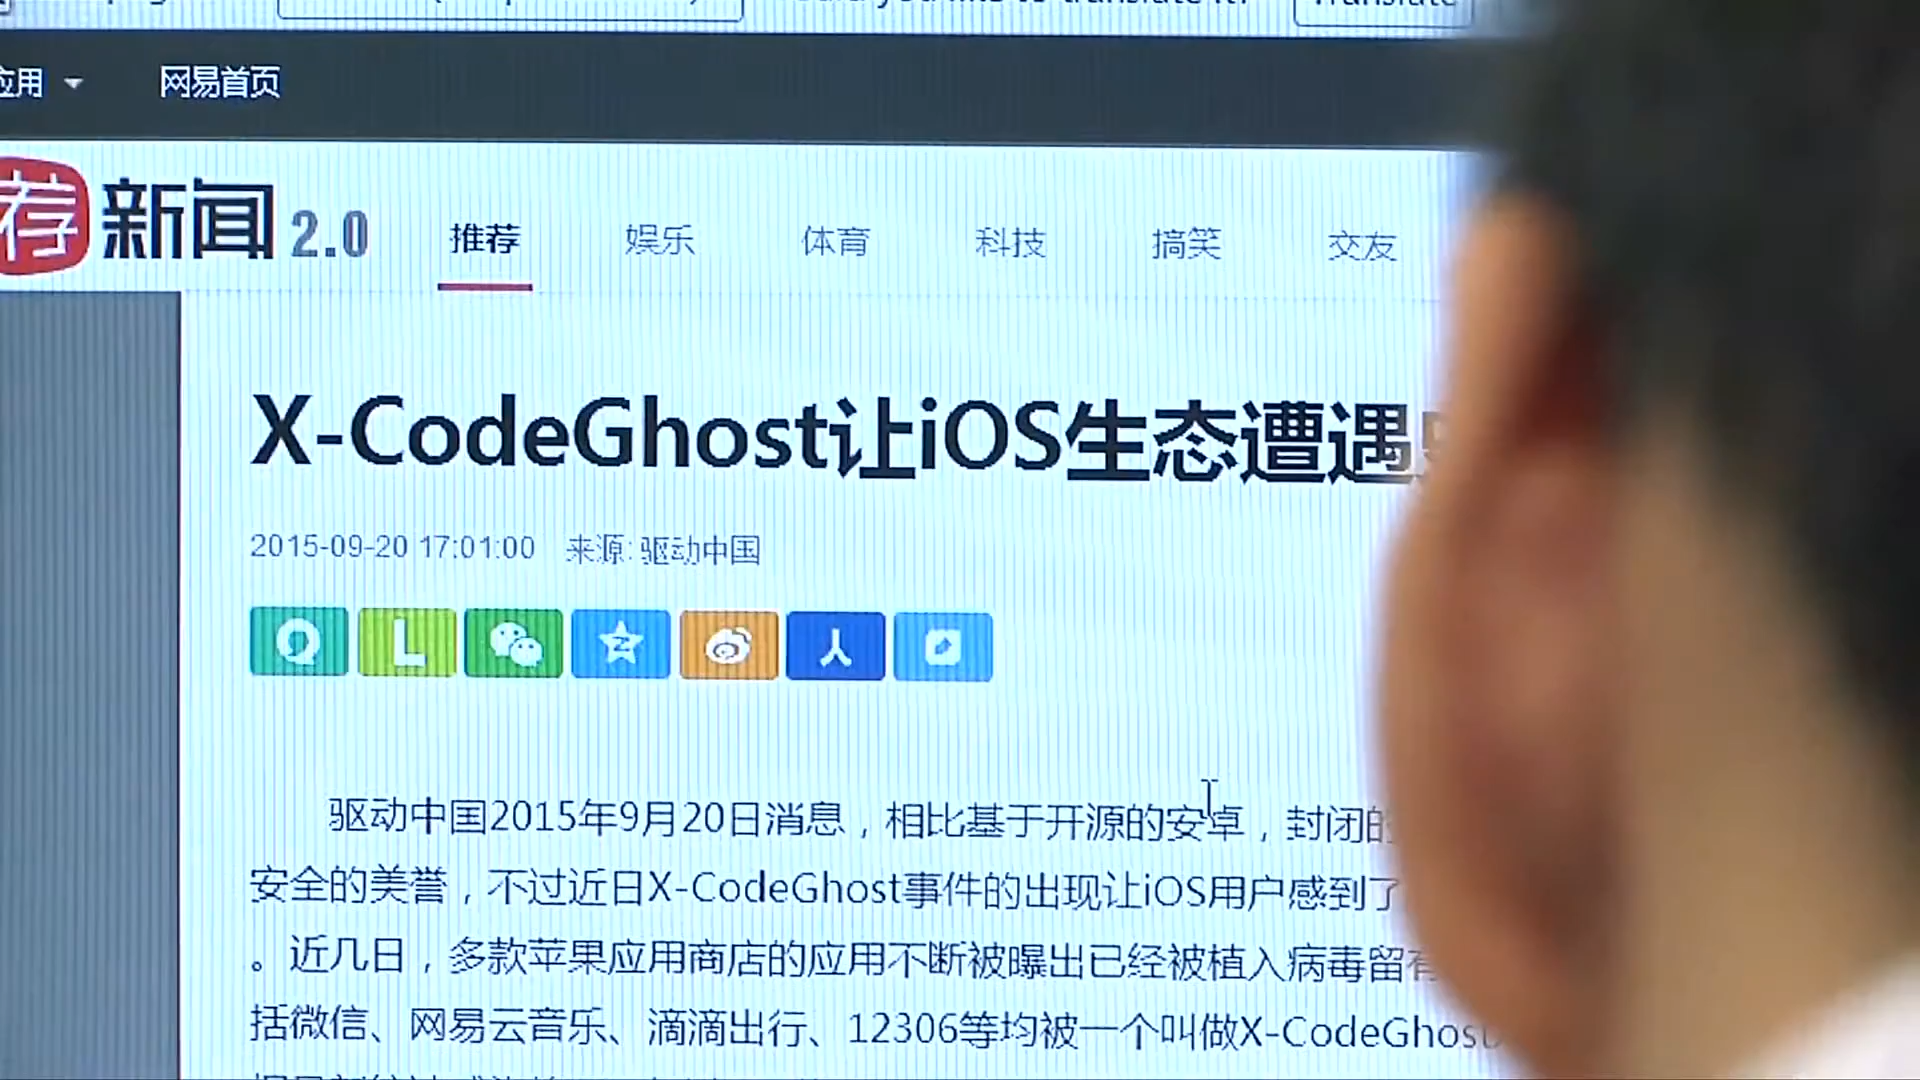 应用 网易首页
荐 新闻 2.0 推荐 娱乐 体育 科技 搞笑 交友
X-CodeGhost让iOS生态遭遇
2015-09-20 17:01:00 来源: 驱动中国
驱动中国2015年9月20日消息，相比基于开源的安卓，封闭的
安全的美誉，不过近日X-CodeGhost事件的出现让iOS用户感到了
。近几日，多款苹果应用商店的应用不断被曝出已经被植入病毒留有
括微信、网易云音乐、滴滴出行、12306等均被一个叫做X-CodeGhost